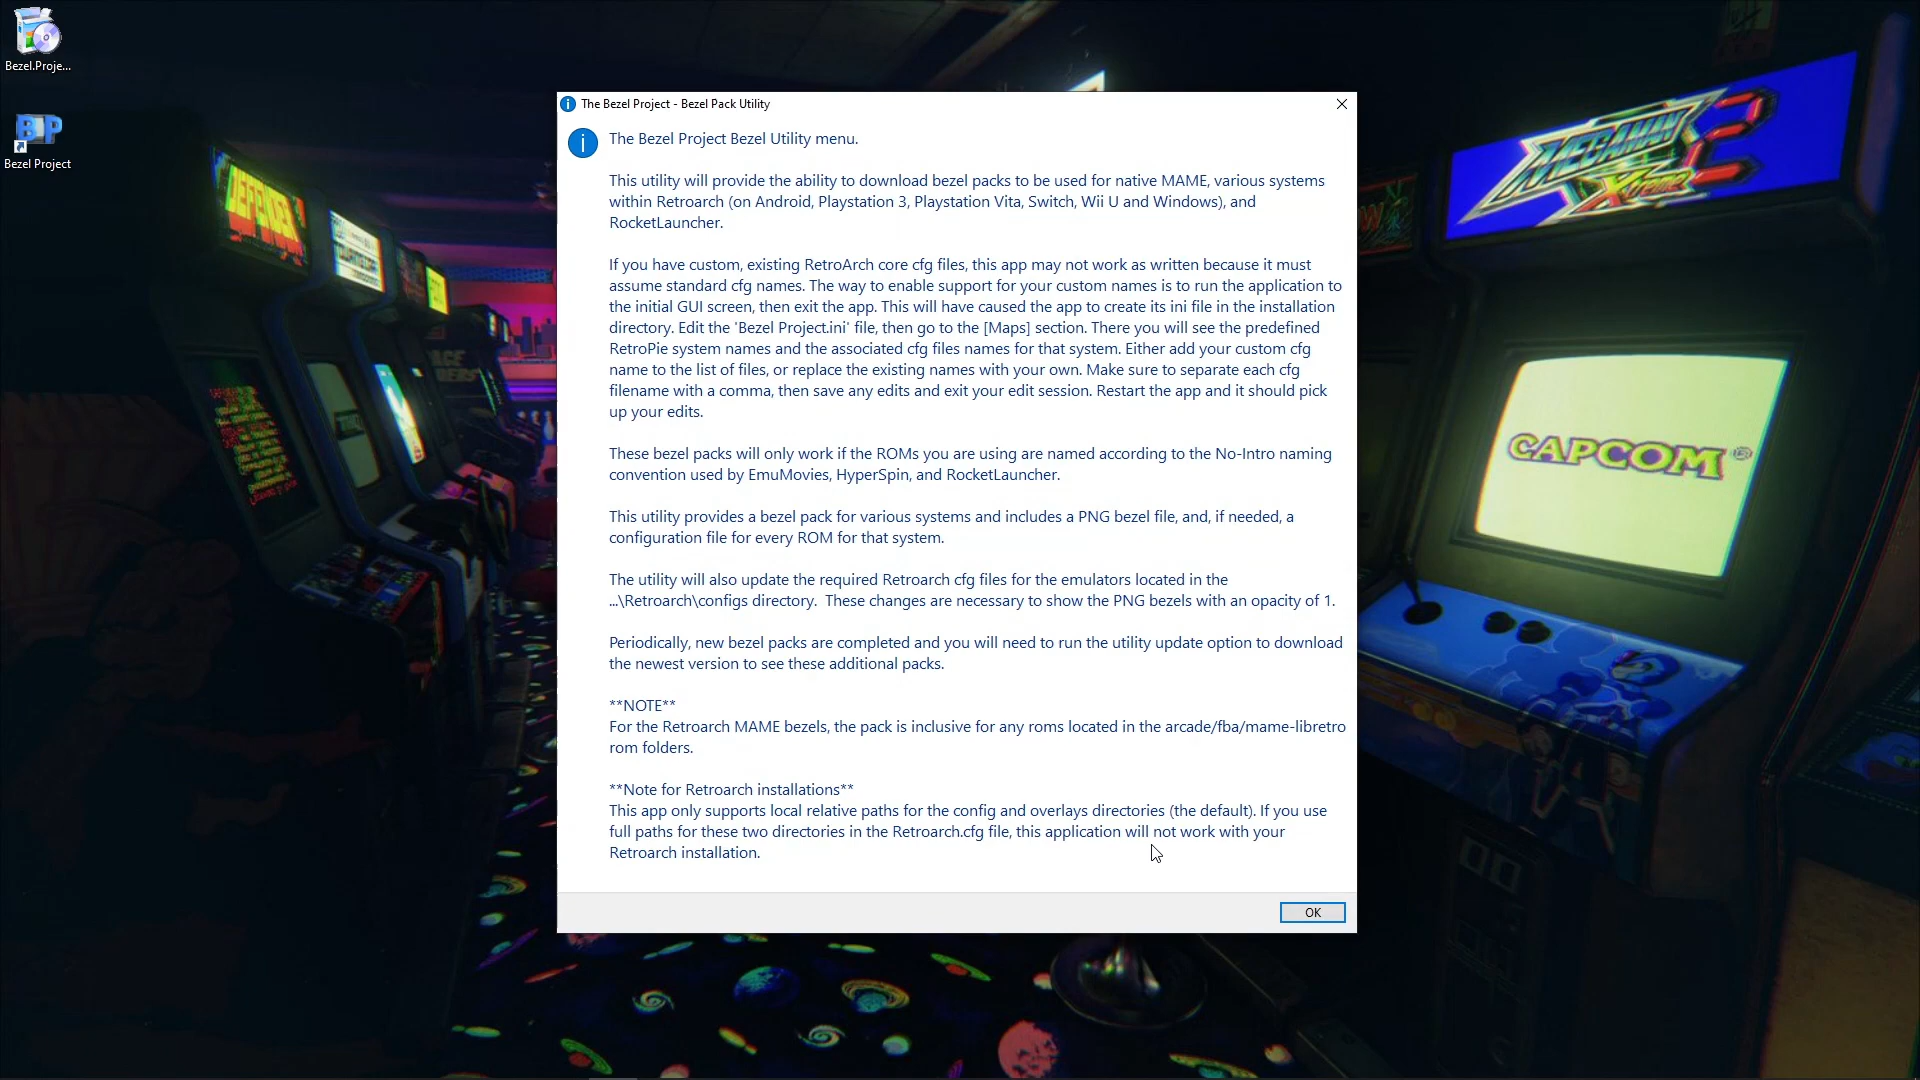 Bezel.Proje...
Bezel Project
The Bezel Project - Bezel Pack Utility
The Bezel Project Bezel Utility menu.
This utility will provide the ability to download bezel packs to be used for native MAME, various systems
within Retroarch (on Android, Playstation 3, Playstation Vita, Switch, Wii U and Windows), and
RocketLauncher.
If you have custom, existing RetroArch core cfg files, this app may not work as written because it must
assume standard cfg names. The way to enable support for your custom names is to run the application to
the initial GUI screen, then exit the app. This will have caused the app to create its ini file in the installation
directory. Edit the 'Bezel Project.ini' file, then go to the [Maps] section. There you will see the predefined
RetroPie system names and the associated cfg files names for that system. Either add your custom cfg
name to the list of files, or replace the existing names with your own. Make sure to separate each cfg
filename with a comma, then save any edits and exit your edit session. Restart the app and it should pick
up your edits.
These bezel packs will only work if the ROMs you are using are named according to the No-Intro naming
convention used by EmuMovies, HyperSpin, and RocketLauncher.
This utility provides a bezel pack for various systems and includes a PNG bezel file, and, if needed, a
configuration file for every ROM for that system.
The utility will also update the required Retroarch cfg files for the emulators located in the
...\Retroarch\configs directory.  These changes are necessary to show the PNG bezels with an opacity of 1.
Periodically, new bezel packs are completed and you will need to run the utility update option to download
the newest version to see these additional packs.
**NOTE**
For the Retroarch MAME bezels, the pack is inclusive for any roms located in the arcade/fba/mame-libretro
rom folders.
**Note for Retroarch installations**
This app only supports local relative paths for the config and overlays directories (the default). If you use
full paths for these two directories in the Retroarch.cfg file, this application will not work with your
Retroarch installation.
OK
DEFENDER
MEGAMAN
Xtreme 2
CAPCOM